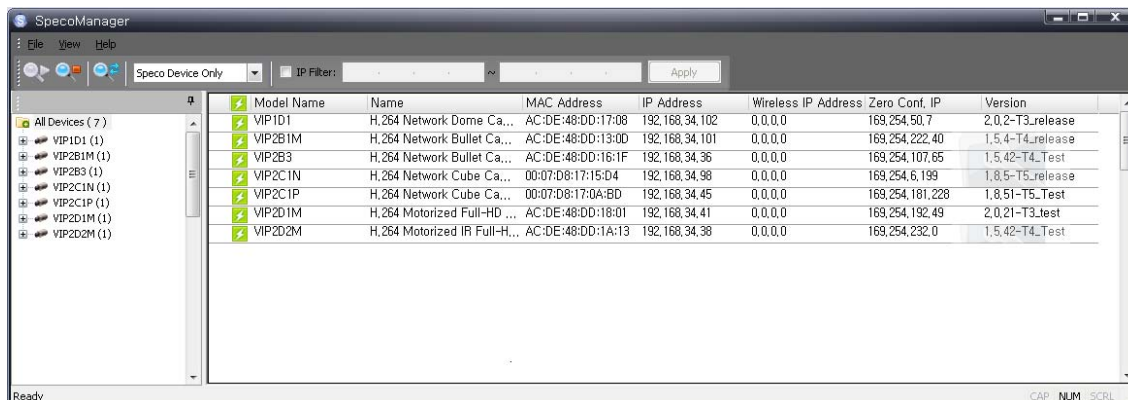 SpecoManager
File View Help
Speco Device Only IP Filter: . . . ~ . . . Apply
Model Name Name MAC Address IP Address Wireless IP Address Zero Conf, IP Version
All Devices ( 7 )
VIP1D1 (1)
VIP2B1M (1)
VIP2B3 (1)
VIP2C1N (1)
VIP2C1P (1)
VIP2D1M (1)
VIP2D2M (1)
VIP1D1 H,264 Network Dome Ca,,, AC:DE:48:DD:17:08 192,168,34,102 0,0,0,0 169,254,50,7 2,0,2-T3_release
VIP2B1M H,264 Network Bullet Ca,,, AC:DE:48:DD:13:0D 192,168,34,101 0,0,0,0 169,254,222,40 1,5,4-T4_release
VIP2B3 H,264 Network Bullet Ca,,, AC:DE:48:DD:16:1F 192,168,34,36 0,0,0,0 169,254,107,65 1,5,42-T4_Test
VIP2C1N H,264 Network Cube Ca,,, 00:07:D8:17:15:D4 192,168,34,98 0,0,0,0 169,254,6,199 1,8,5-T5_release
VIP2C1P H,264 Network Cube Ca,,, 00:07:D8:17:0A:BD 192,168,34,45 0,0,0,0 169,254,181,228 1,8,51-T5_Test
VIP2D1M H,264 Motorized Full-HD ,,, AC:DE:48:DD:18:01 192,168,34,41 0,0,0,0 169,254,192,49 2,0,21-T3_test
VIP2D2M H,264 Motorized IR Full-H,,, AC:DE:48:DD:1A:13 192,168,34,38 0,0,0,0 169,254,232,0 1,5,42-T4_Test
Ready CAP NUM SCRL